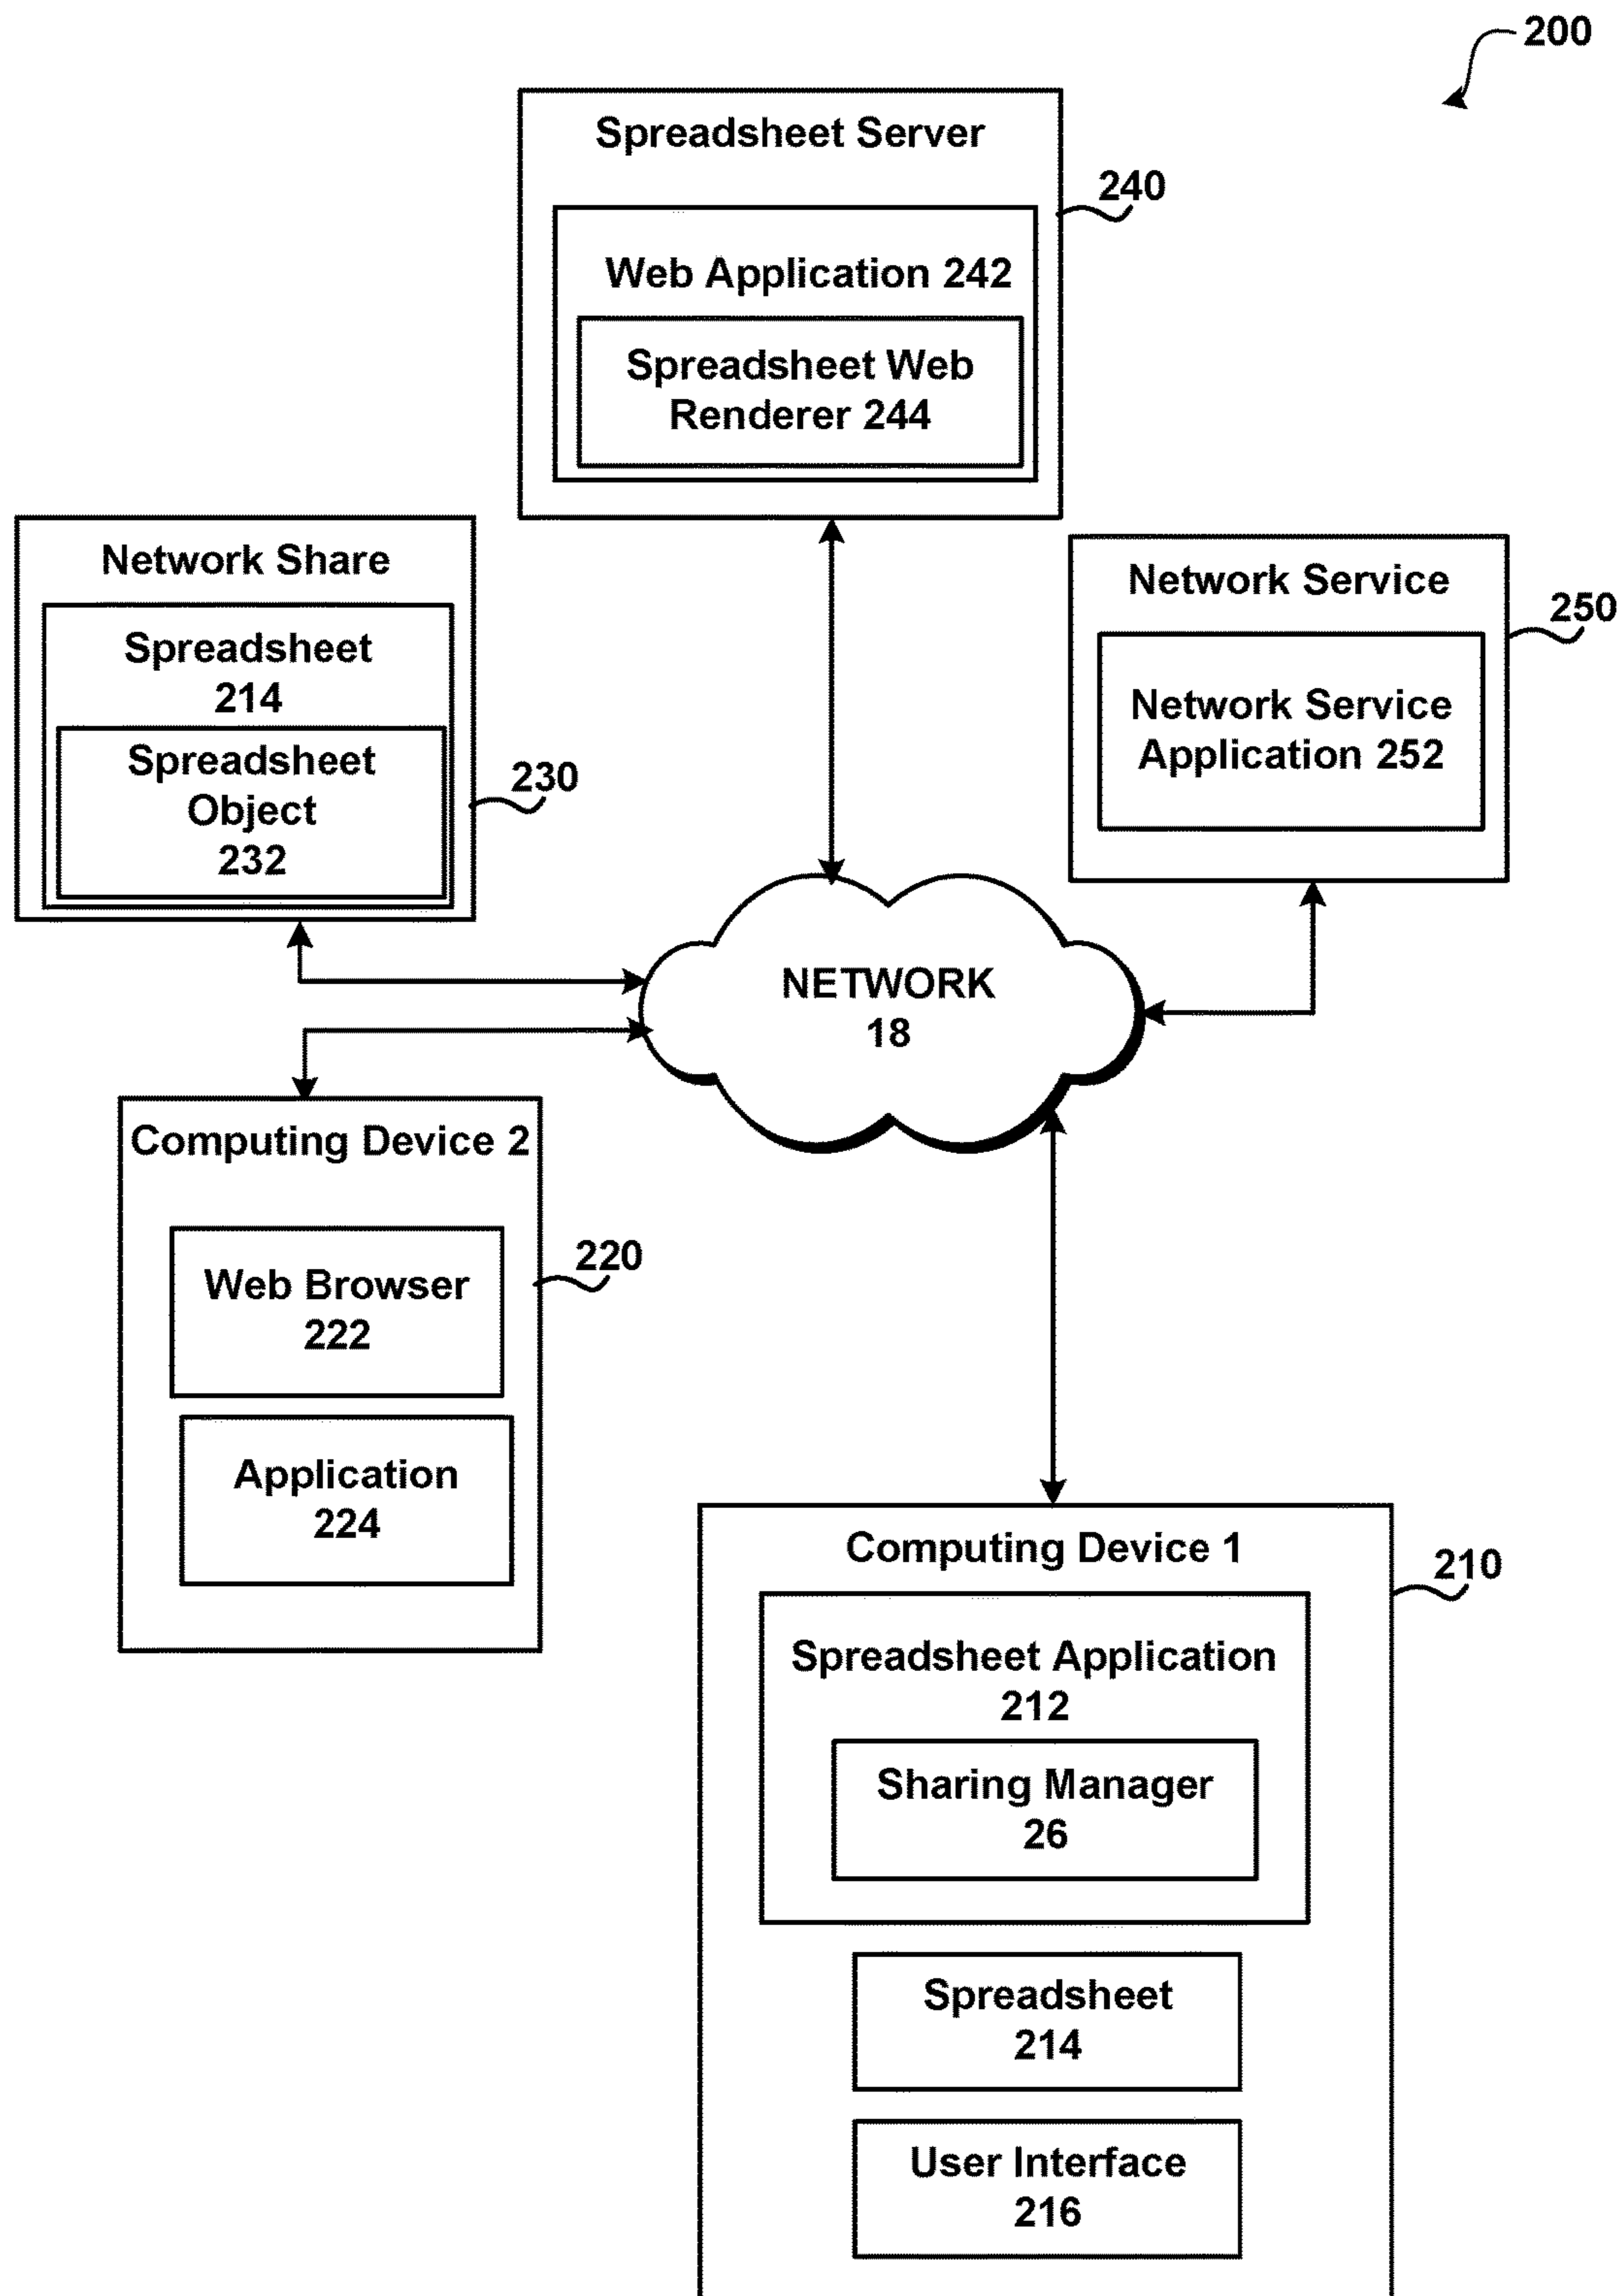 200
Spreadsheet Server
240
Web Application 242
Spreadsheet Web
Renderer 244
Network Share
Spreadsheet
214
Spreadsheet
Object
232
230
Network Service
250
Network Service
Application 252
NETWORK
18
Computing Device 2
220
Web Browser
222
Application
224
Computing Device 1
210
Spreadsheet Application
212
Sharing Manager
26
Spreadsheet
214
User Interface
216